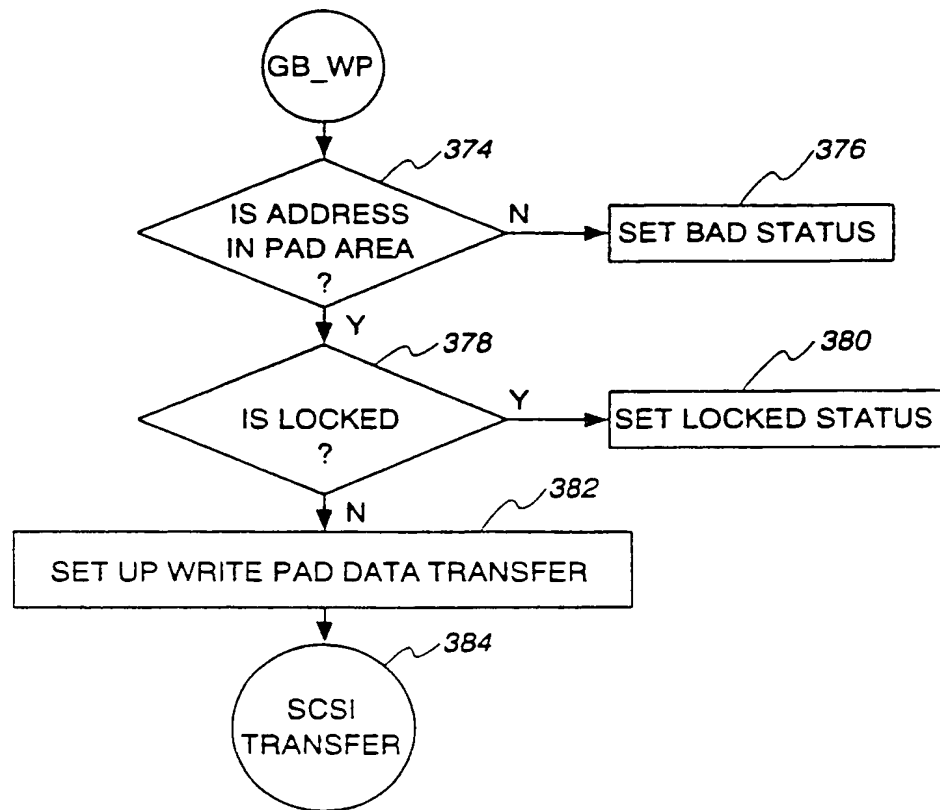 GB_WP
374
376
IS ADDRESS
IN PAD AREA
?
N
SET BAD STATUS
Y
378
380
IS LOCKED
?
Y
SET LOCKED STATUS
N
382
SET UP WRITE PAD DATA TRANSFER
384
SCSI
TRANSFER